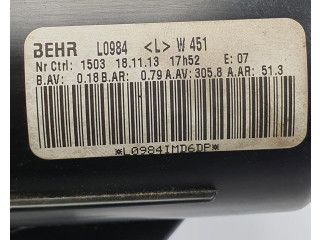 BEHR L0984 <L> W 451
Nr Ctrl: 1503 18.11.13 17h52 E: 07
B.AV: 0.18 B.AR: 0.79 A.AV: 305.8 A.AR: 51.3
*L0984IMD6DP*